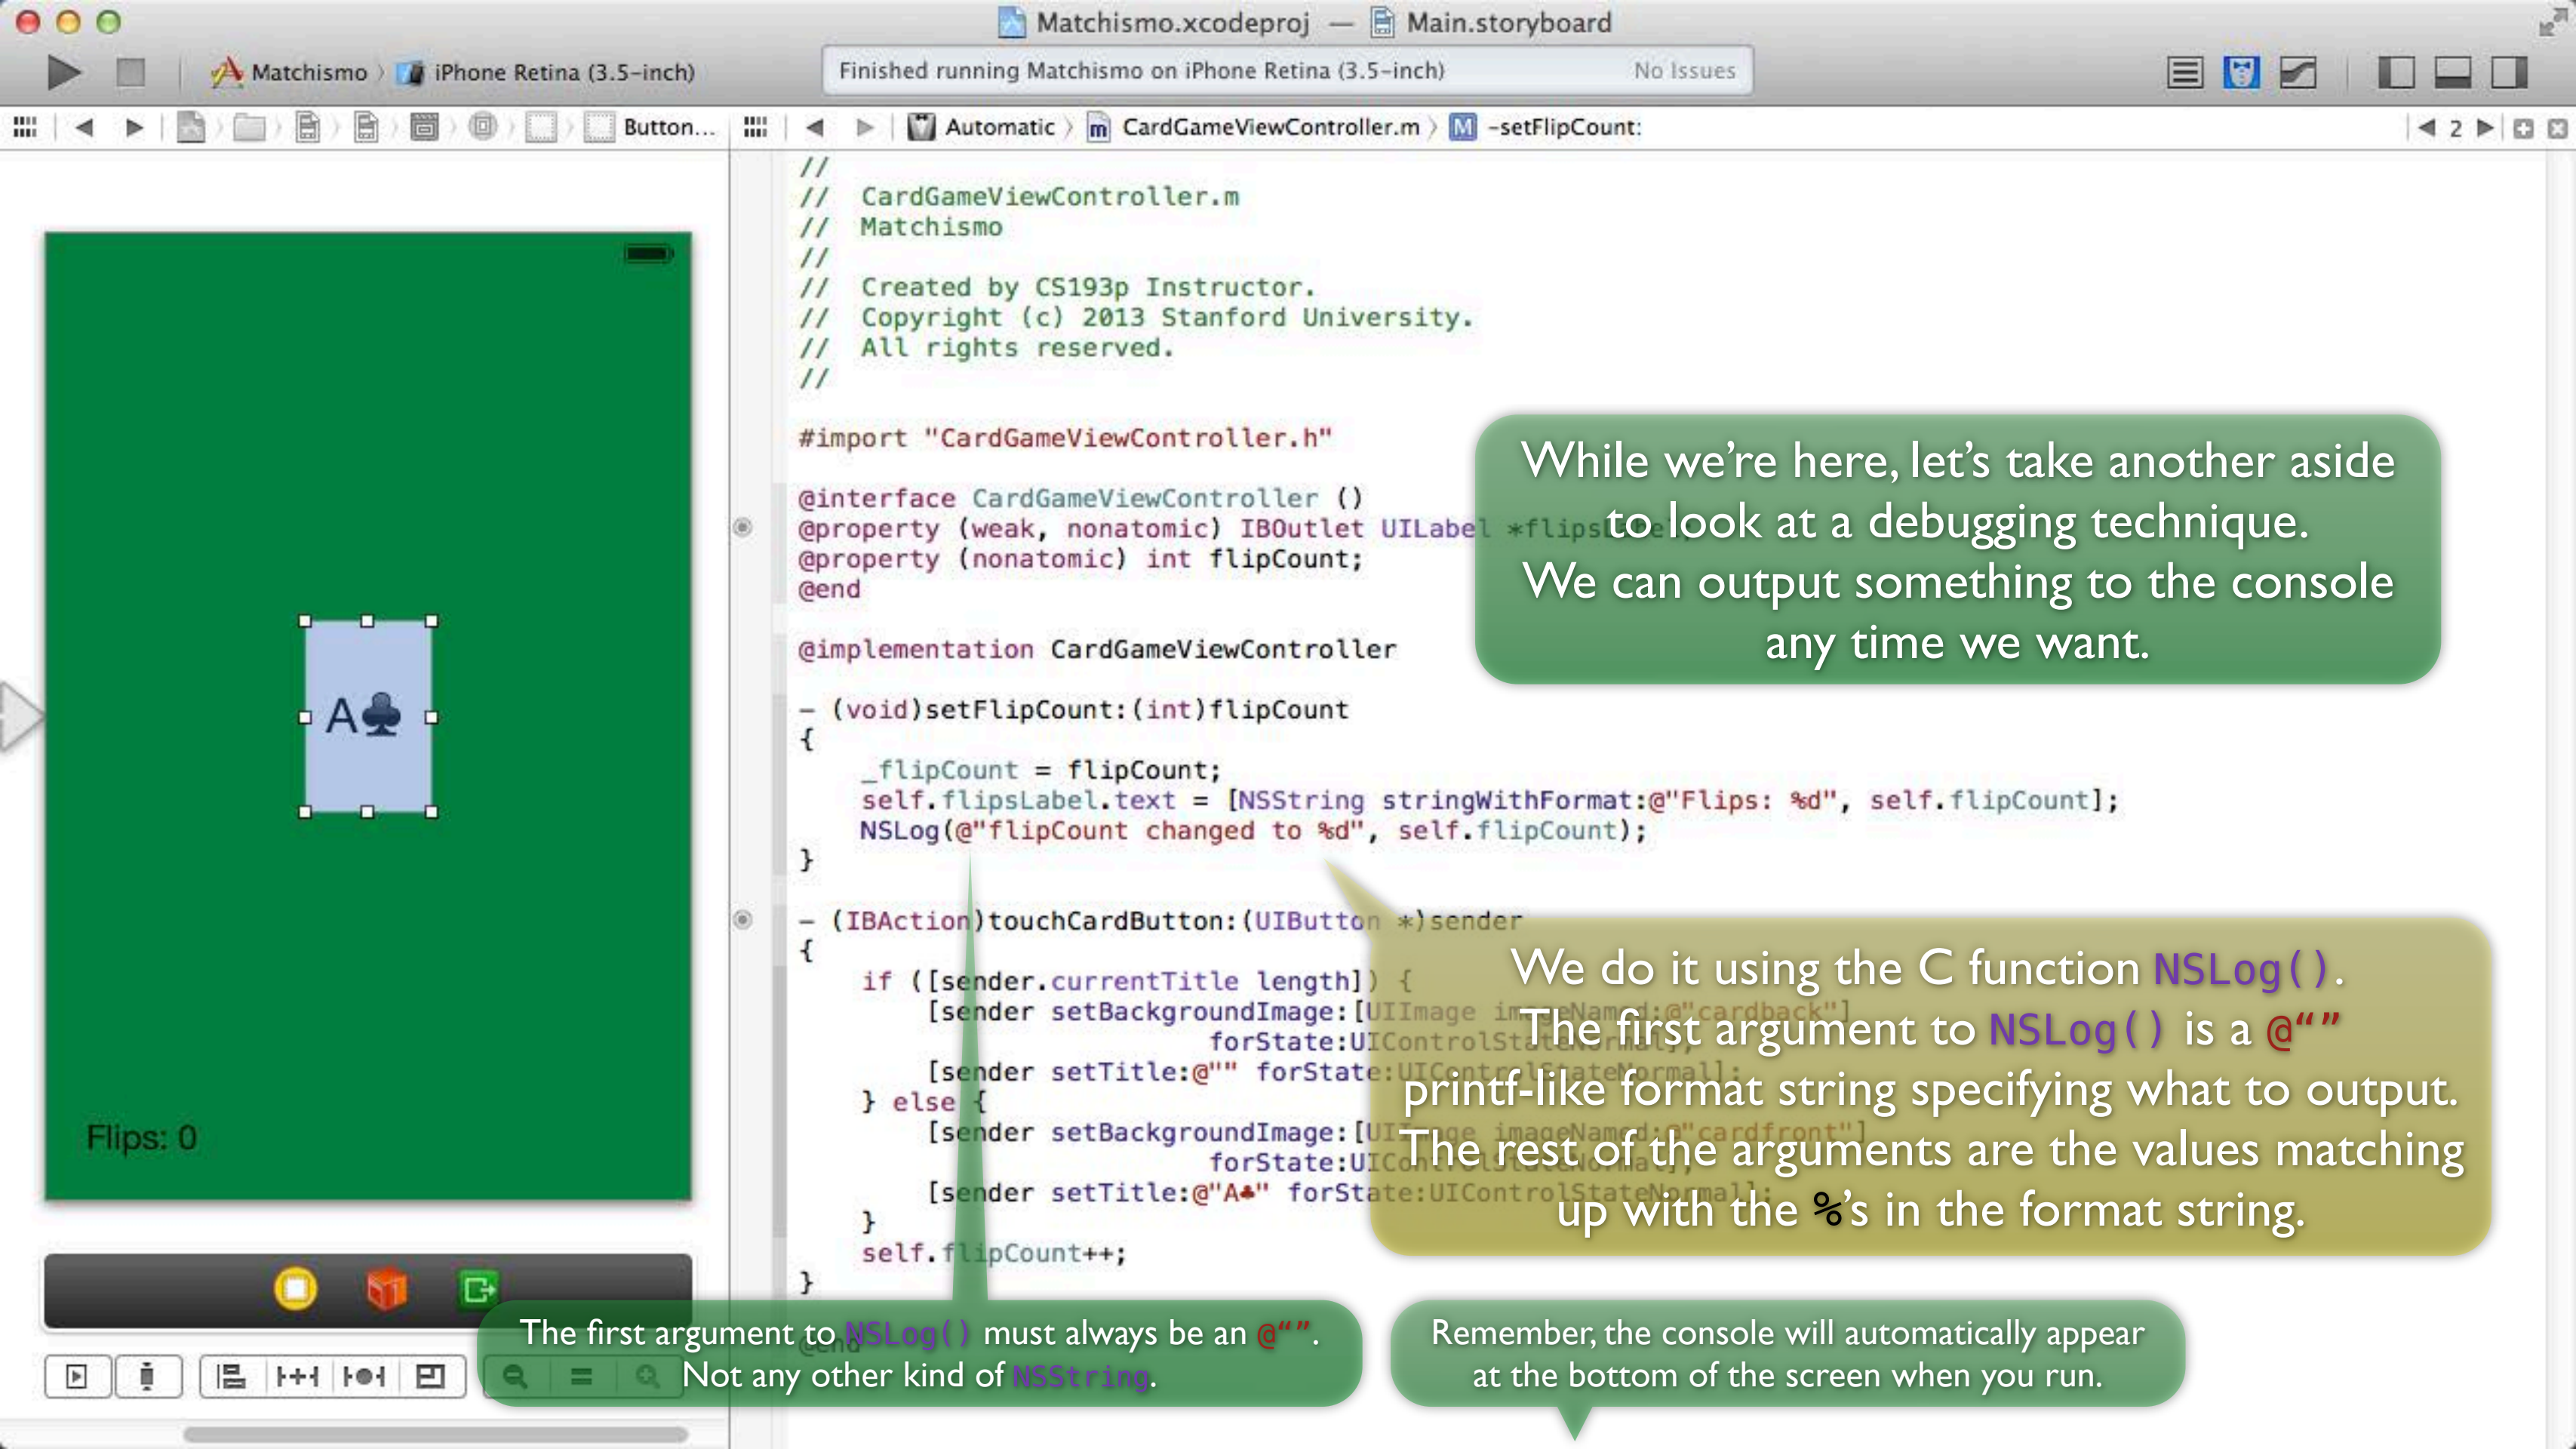 Matchismo.xcodeproj — Main.storyboard
Matchismo iPhone Retina (3.5-inch)
Finished running Matchismo on iPhone Retina (3.5-inch) No Issues
Button... Automatic CardGameViewController.m M -setFlipCount: 2
//
// CardGameViewController.m
// Matchismo
//
// Created by CS193p Instructor.
// Copyright (c) 2013 Stanford University.
// All rights reserved.
//
#import "CardGameViewController.h"
@interface CardGameViewController ()
@property (weak, nonatomic) IBOutlet UILabel *flipsLabel;
@property (nonatomic) int flipCount;
@end
@implementation CardGameViewController
- (void)setFlipCount:(int)flipCount
{
_flipCount = flipCount;
self.flipsLabel.text = [NSString stringWithFormat:@"Flips: %d", self.flipCount];
NSLog(@"flipCount changed to %d", self.flipCount);
}
- (IBAction)touchCardButton:(UIButton *)sender
{
if ([sender.currentTitle length]) {
[sender setBackgroundImage:[UIImage imageNamed:@"cardback"]
forState:UIControlStateNormal];
[sender setTitle:@"" forState:UIControlStateNormal];
} else {
[sender setBackgroundImage:[UIImage imageNamed:@"cardfront"]
forState:UIControlStateNormal];
[sender setTitle:@"A♣" forState:UIControlStateNormal];
}
self.flipCount++;
}
@end
A♣
Flips: 0
While we’re here, let’s take another aside
to look at a debugging technique.
We can output something to the console
any time we want.
We do it using the C function NSLog().
The first argument to NSLog() is a @“”
printf-like format string specifying what to output.
The rest of the arguments are the values matching
up with the %’s in the format string.
The first argument to NSLog() must always be an @“”.
Not any other kind of NSString.
Remember, the console will automatically appear
at the bottom of the screen when you run.